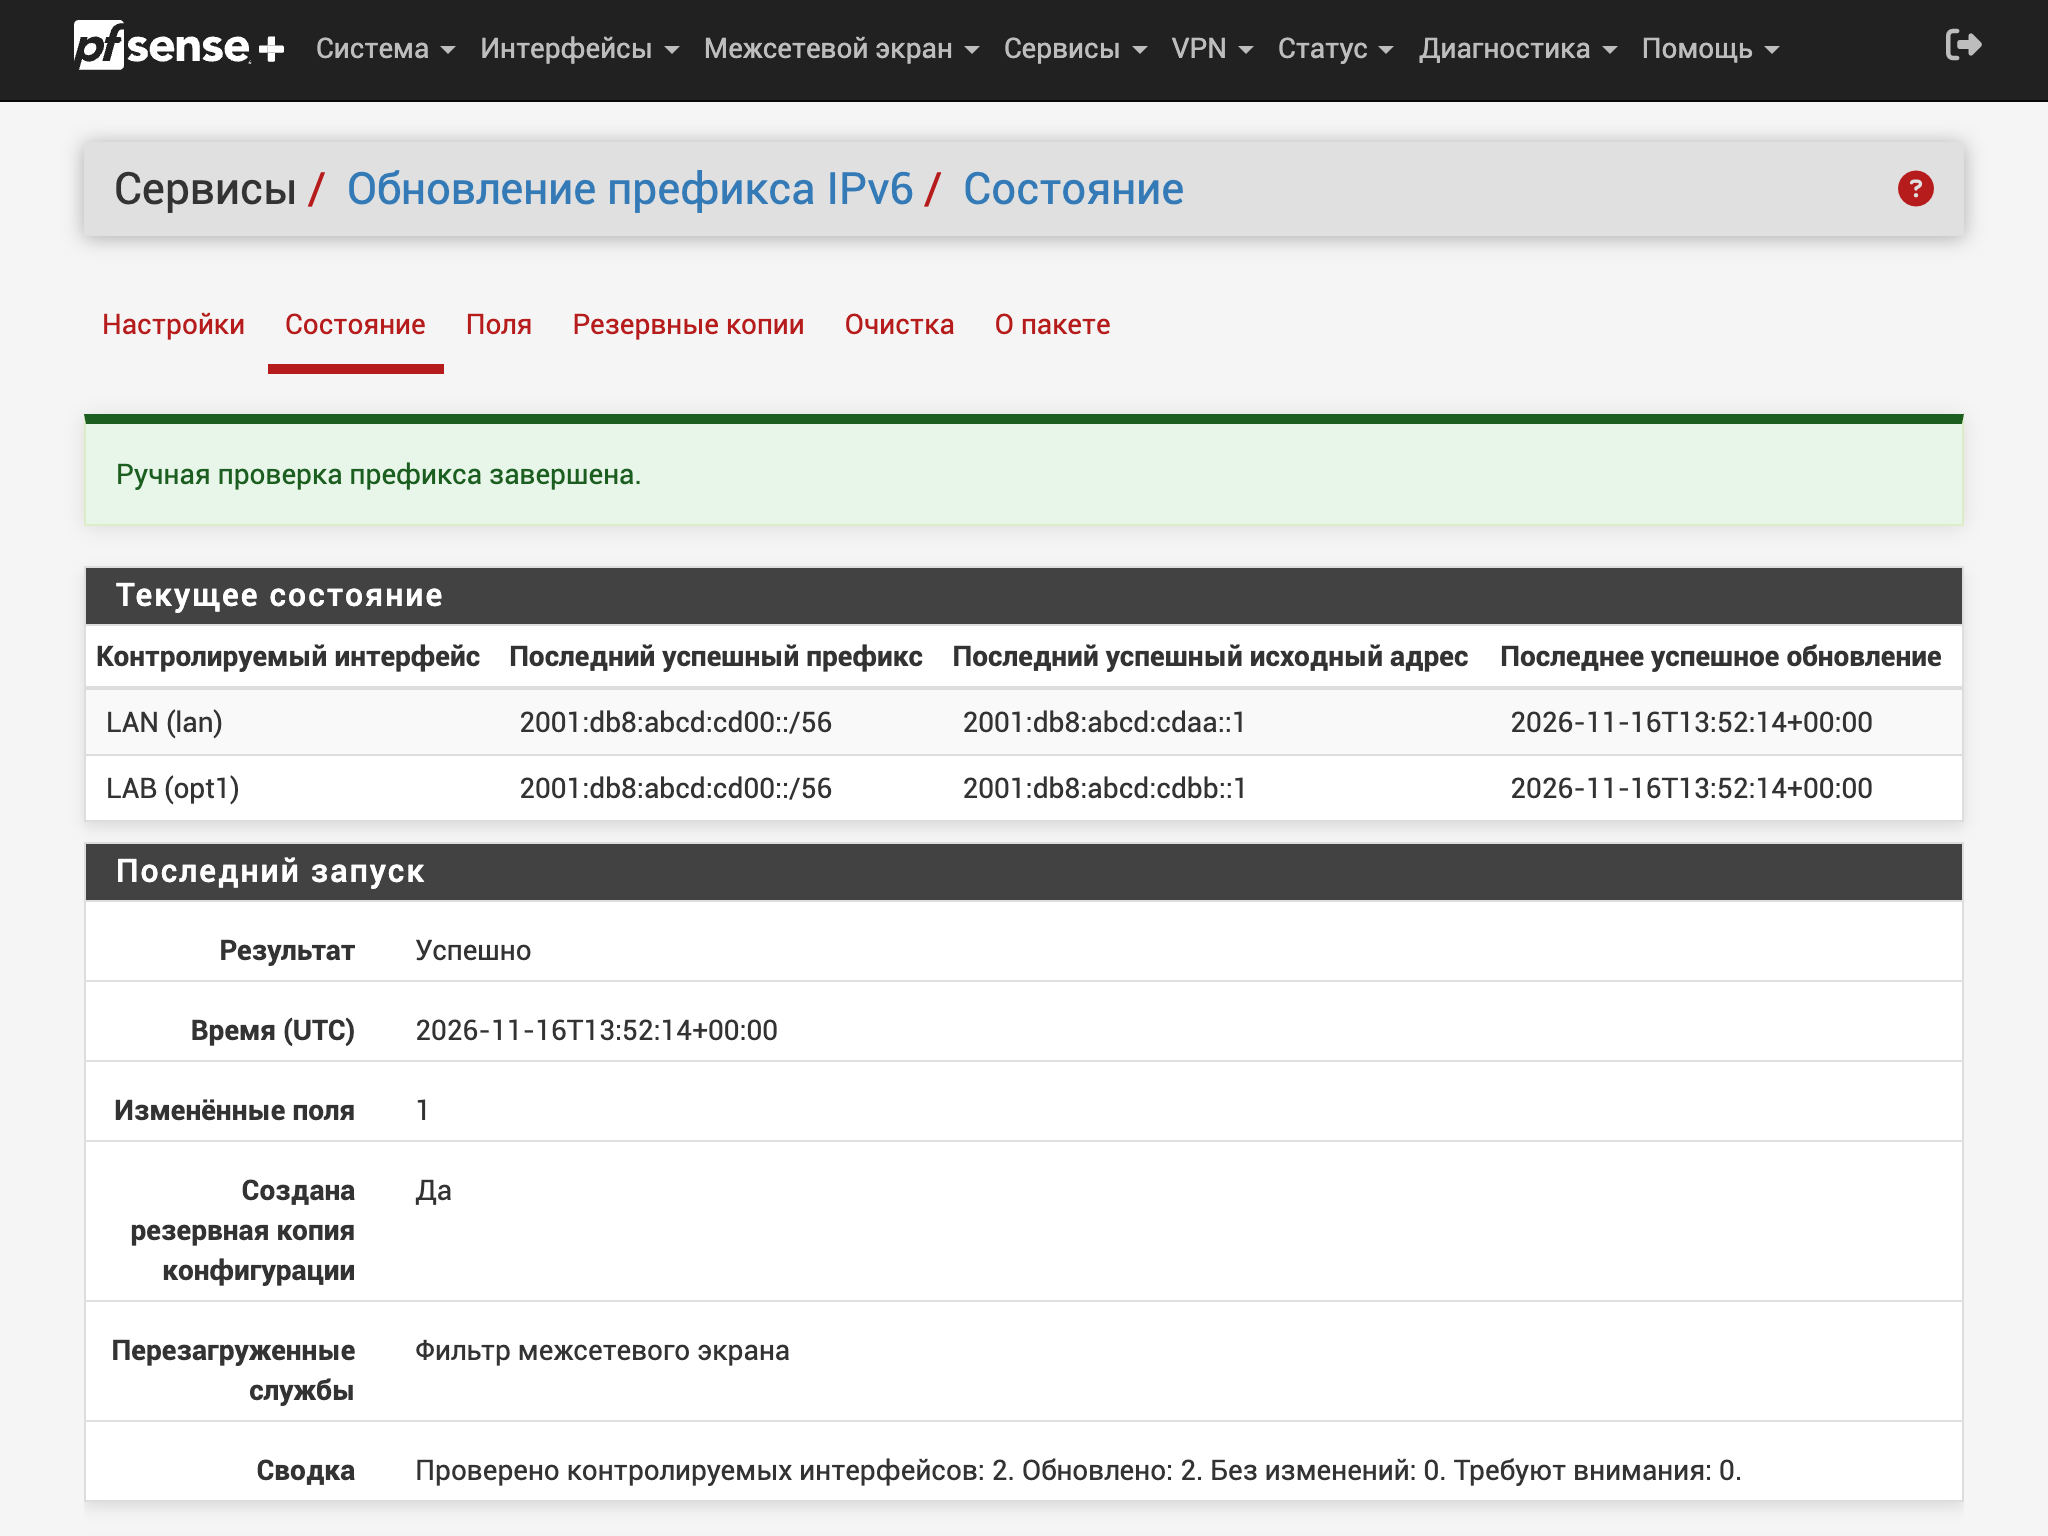 pfsense+ Система Интерфейсы Межсетевой экран Сервисы VPN Статус Диагностика Помощь
Сервисы / Обновление префикса IPv6 / Состояние ?
Настройки Состояние Поля Резервные копии Очистка О пакете
Ручная проверка префикса завершена.
Текущее состояние
Контролируемый интерфейс Последний успешный префикс Последний успешный исходный адрес Последнее успешное обновление
LAN (lan) 2001:db8:abcd:cd00::/56 2001:db8:abcd:cdaa::1 2026-11-16T13:52:14+00:00
LAB (opt1) 2001:db8:abcd:cd00::/56 2001:db8:abcd:cdbb::1 2026-11-16T13:52:14+00:00
Последний запуск
Результат Успешно
Время (UTC) 2026-11-16T13:52:14+00:00
Изменённые поля 1
Создана Да
резервная копия
конфигурации
Перезагруженные Фильтр межсетевого экрана
службы
Сводка Проверено контролируемых интерфейсов: 2. Обновлено: 2. Без изменений: 0. Требуют внимания: 0.